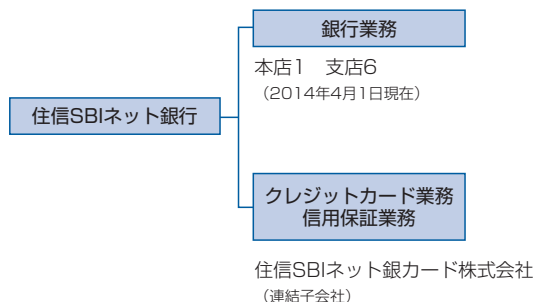 銀行業務
本店1 支店6
（2014年4月1日現在）
住信SBIネット銀行
クレジットカード業務
信用保証業務
住信SBIネット銀カード株式会社
（連結子会社）